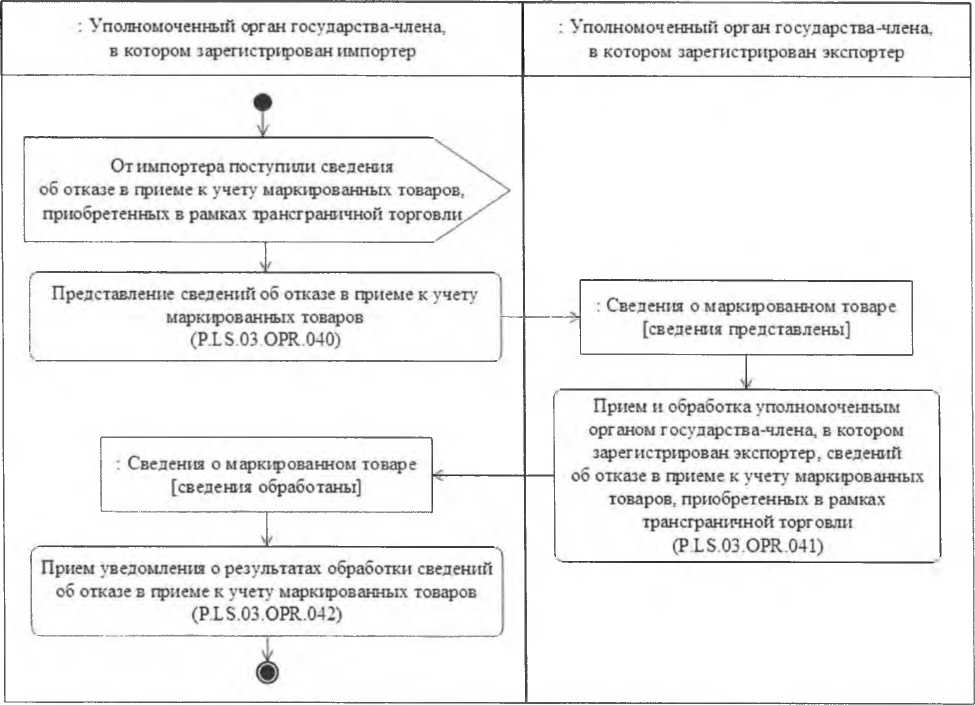 : Уполномоченный орган государства-члена,
в котором зарегистрирован импортер
: Уполномоченный орган государства-члена,
в котором зарегистрирован экспортер
От импортера поступили сведения
об отказе в приеме к учету маркированных товаров,
приобретенных в рамках трансграничной торговли
Представление сведений об отказе в приеме к учету
маркированных товаров
(P.LS.03.OPR.040)
: Сведения о маркированном товаре
[сведения представлены]
Прием и обработка уполномоченным
органом государства-члена, в котором
зарегистрирован экспортер, сведений
об отказе в приеме к учету маркированных
товаров, приобретенных в рамках
трансграничной торговли
(P.LS.03.OPR.041)
: Сведения о маркированном товаре
[сведения обработаны]
Прием уведомления о результатах обработки сведений
об отказе в приеме к учету маркированных товаров
(P.LS.03.OPR.042)